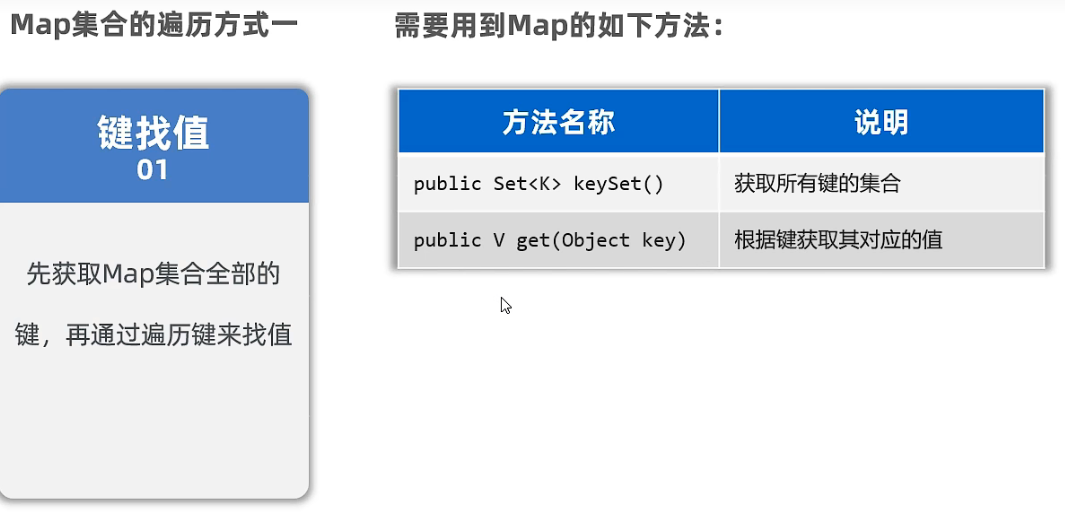 Map集合的遍历方式一
需要用到Map的如下方法：
键找值
01
先获取Map集合全部的
键，再通过遍历键来找值
方法名称 说明
public Set<K> keySet() 获取所有键的集合
public V get(Object key) 根据键获取其对应的值